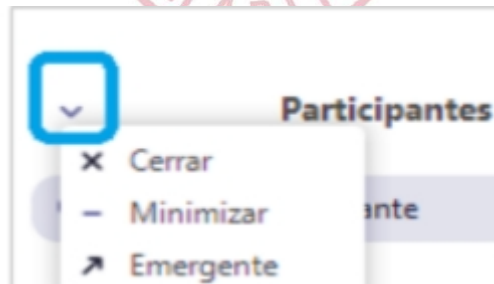 Participantes
Cerrar
Minimizar
ante
Emergente